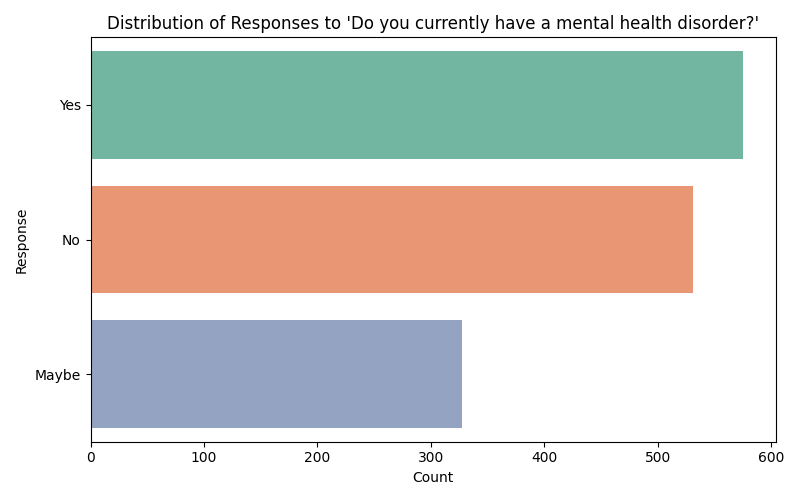 Distribution of Responses to 'Do you currently have a mental health disorder?'
Response
Yes
No
Maybe
0 100 200 300 400 500 600
Count